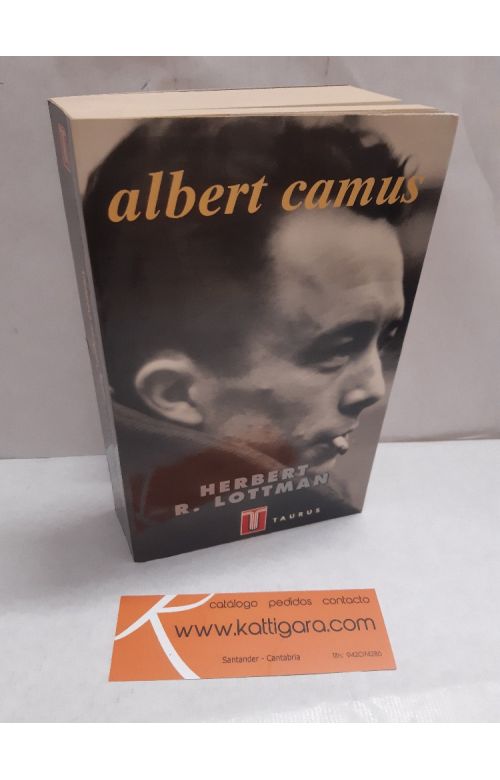 albert camus
HERBERT
R. LOTTMAN
TAURUS
catálogo pedidos contacto
www.kattigara.com
Santander - Cantabria